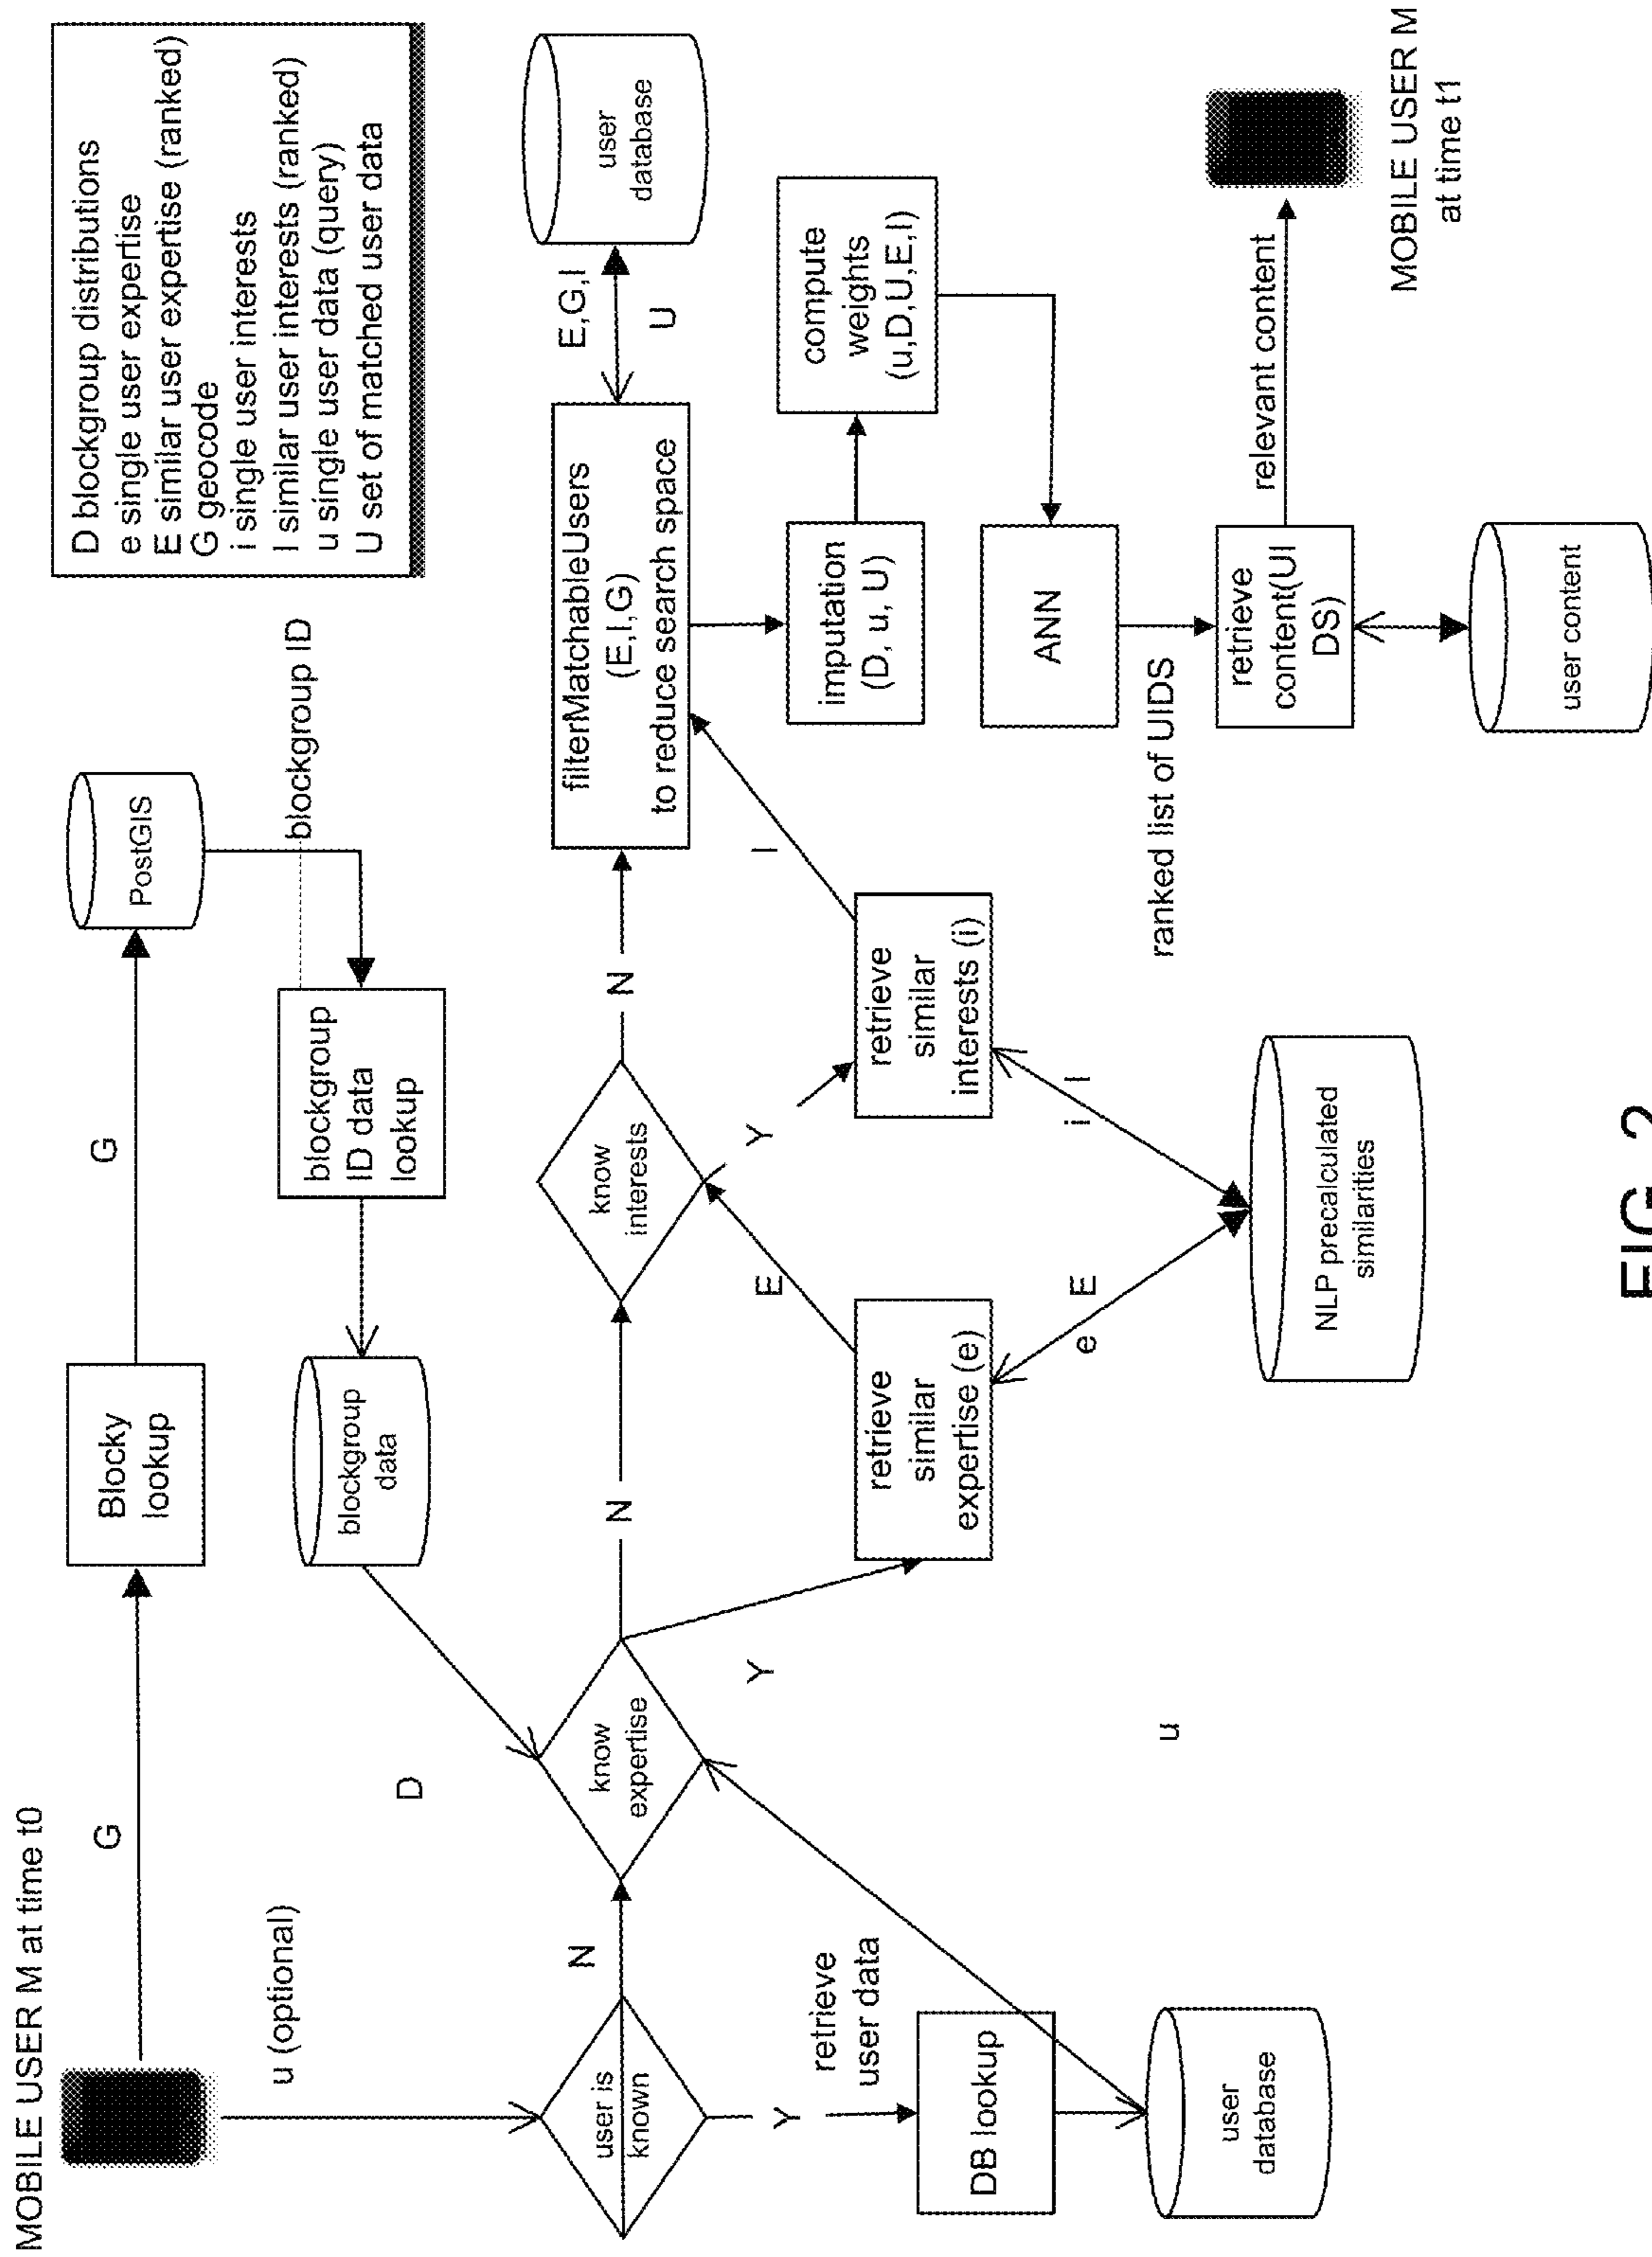 MOBILE USER M at time t0
G
Blocky
lookup
G
PostGIS
blockgroup ID
blockgroup
ID data
lookup
blockgroup
data
D
D blockgroup distributions
e single user expertise
E similar user expertise (ranked)
G geocode
i single user interests
I similar user interests (ranked)
u single user data (query)
U set of matched user data
u (optional)
user is
known
N
know
expertise
N
know
interests
N
filterMatchableUsers
(E,I,G)
to reduce search space
E,G,I
U
user
database
Y
retrieve
user data
DB lookup
user
database
u
Y
retrieve
similar
expertise (e)
E
e E
Y
retrieve
similar
interests (i)
I
i I
NLP precalculated
similarities
imputation
(D, u, U)
compute
weights
(u,D,U,E,I)
ANN
ranked list of UIDS
retrieve
content(UI
DS)
user content
relevant content
MOBILE USER M
at time t1
FIG. 2